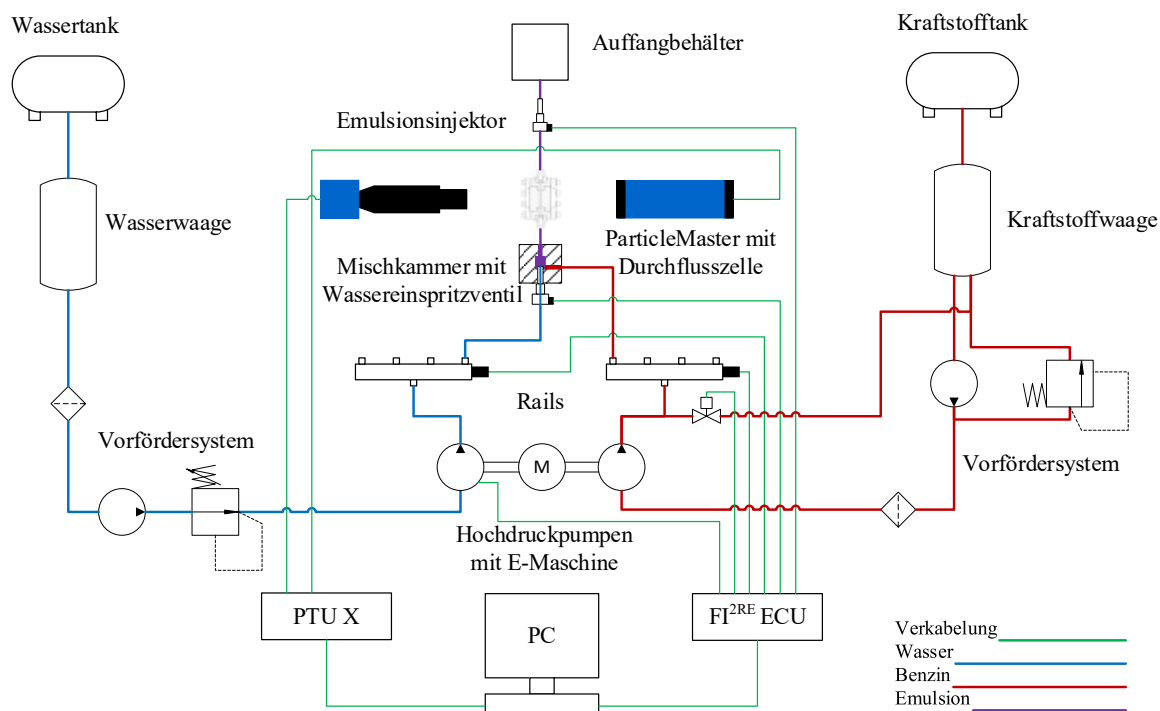 Wassertank
Kraftstofftank
Auffangbehälter
Emulsionsinjektor
Wasserwaage
Kraftstoffwaage
ParticleMaster mit
Durchflusszelle
Mischkammer mit
Wassereinspritzventil
Rails
Vorfördersystem
M
Vorfördersystem
Hochdruckpumpen
mit E-Maschine
PTU X
PC
FI2RE ECU
Verkabelung
Wasser
Benzin
Emulsion